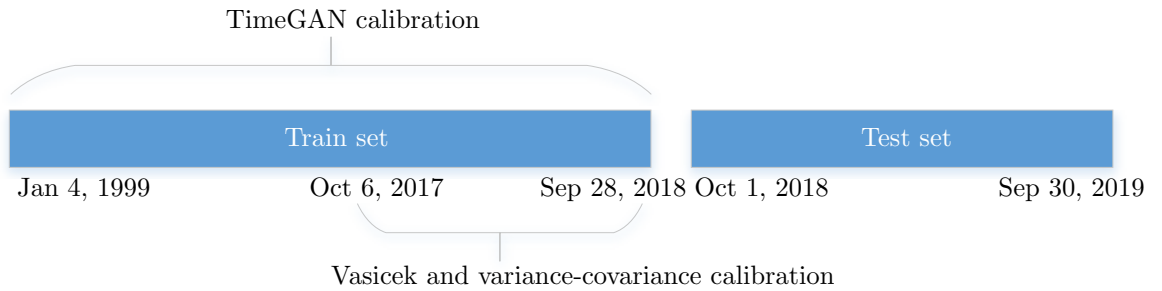 TimeGAN calibration
Train set Test set
Jan 4, 1999 Oct 6, 2017 Sep 28, 2018 Oct 1, 2018 Sep 30, 2019
Vasicek and variance-covariance calibration